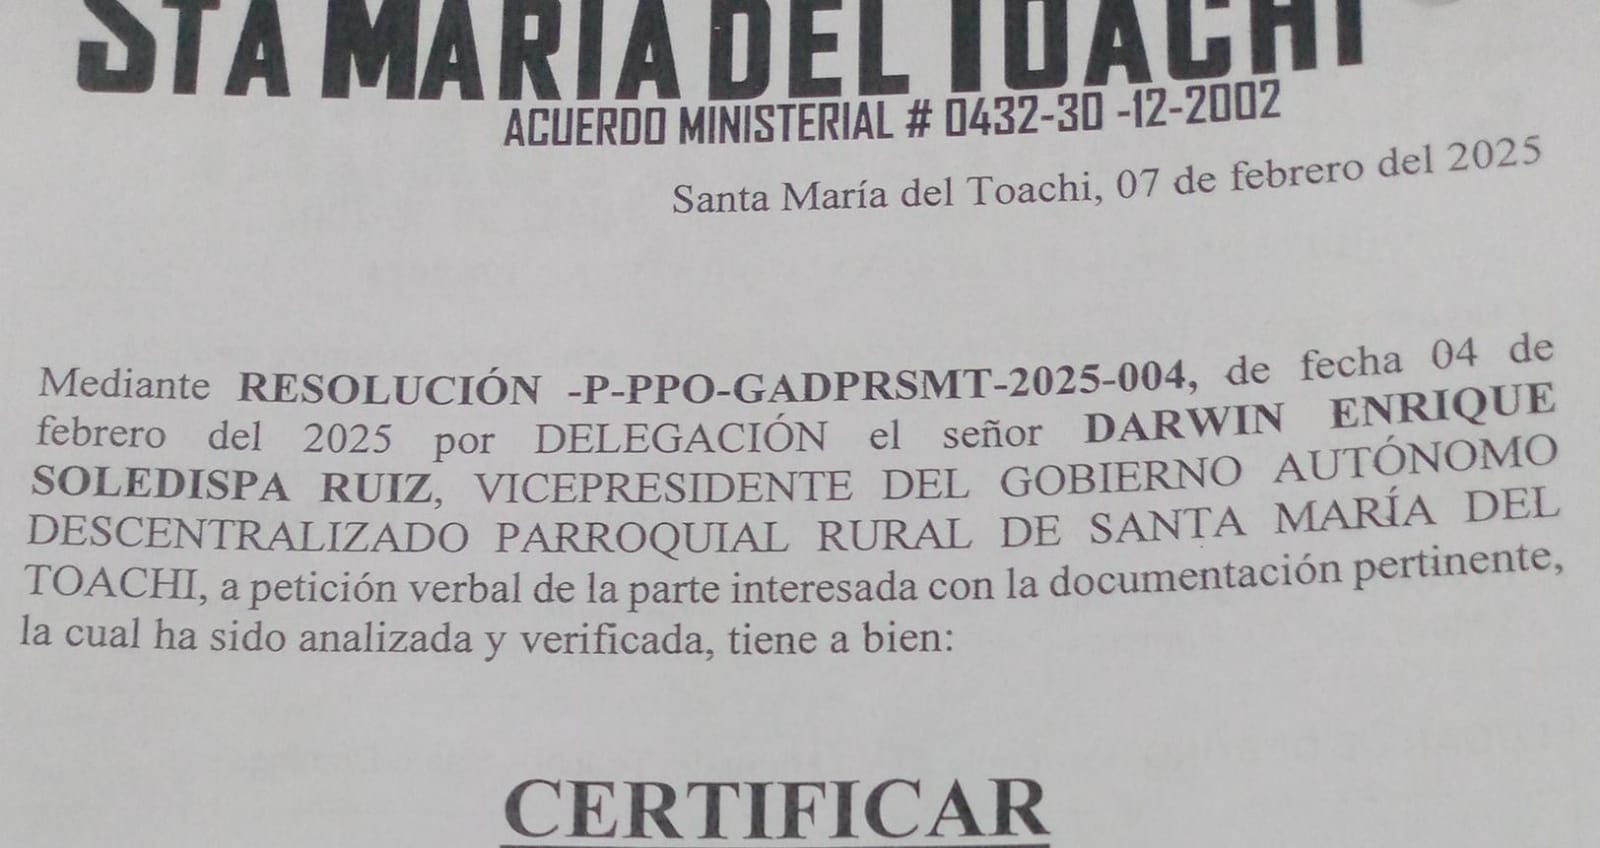 STA MARIA DEL TOACHI
ACUERDO MINISTERIAL # 0432-30 -12-2002
Santa María del Toachi, 07 de febrero del 2025
Mediante RESOLUCIÓN -P-PPO-GADPRSMT-2025-004, de fecha 04 de
febrero del 2025 por DELEGACIÓN el señor DARWIN ENRIQUE
SOLEDISPA RUIZ, VICEPRESIDENTE DEL GOBIERNO AUTÓNOMO
DESCENTRALIZADO PARROQUIAL RURAL DE SANTA MARÍA DEL
TOACHI, a petición verbal de la parte interesada con la documentación pertinente,
la cual ha sido analizada y verificada, tiene a bien:
CERTIFICAR